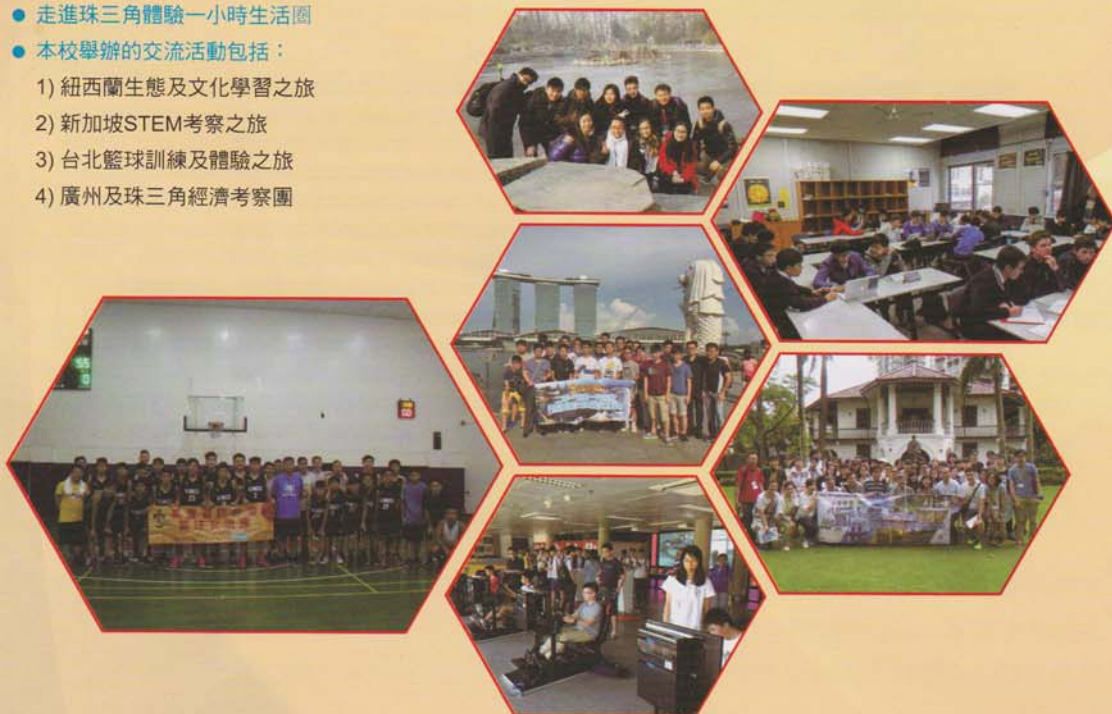 走進珠三角體驗一小時生活圈
本校舉辦的交流活動包括：
1) 紐西蘭生態及文化學習之旅
2) 新加坡STEM考察之旅
3) 台北籃球訓練及體驗之旅
4) 廣州及珠三角經濟考察團